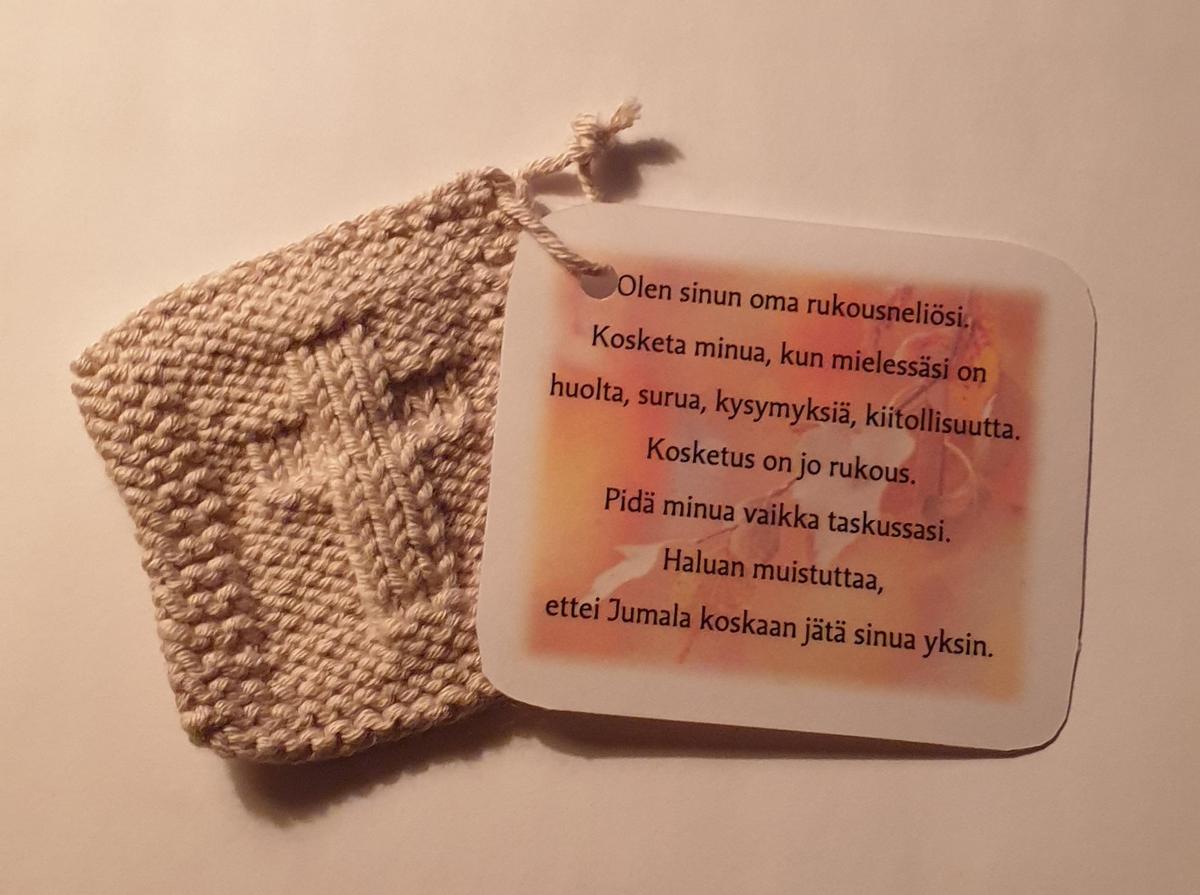 Olen sinun oma rukousneliösi.
Kosketa minua, kun mielessäsi on
huolta, surua, kysymyksiä, kiitollisuutta.
Kosketus on jo rukous.
Pidä minua vaikka taskussasi.
Haluan muistuttaa,
ettei Jumala koskaan jätä sinua yksin.